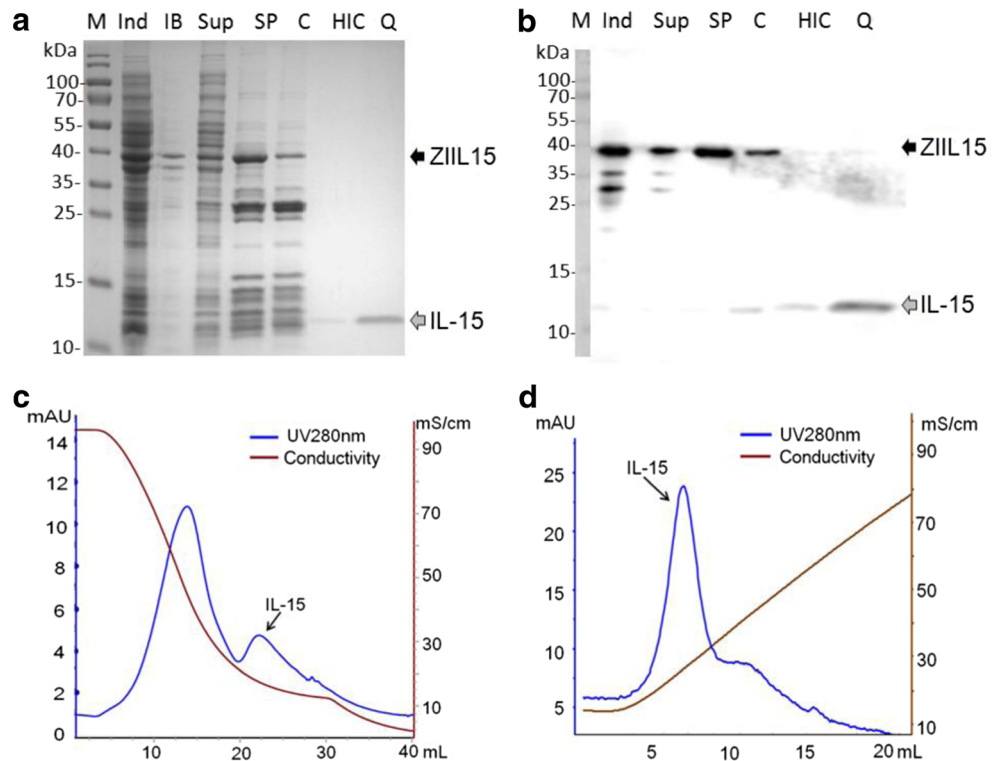 a
M Ind IB Sup SP C HIC Q
kDa
100-
70-
55-
40-
35-
25-
15-
10-
ZIIL15
IL-15
b
M Ind Sup SP C HIC Q
kDa
100-
70-
55-
40-
35-
25-
15-
10-
ZIIL15
IL-15
c
mAU
14
12
10
8
6
4
2
0
UV280nm
Conductivity
IL-15
mS/cm
90
70
50
30
10
10 20 30 40 mL
d
mAU
25
20
15
10
5
IL-15
UV280nm
Conductivity
mS/cm
90
70
50
30
10
5 10 15 20 mL